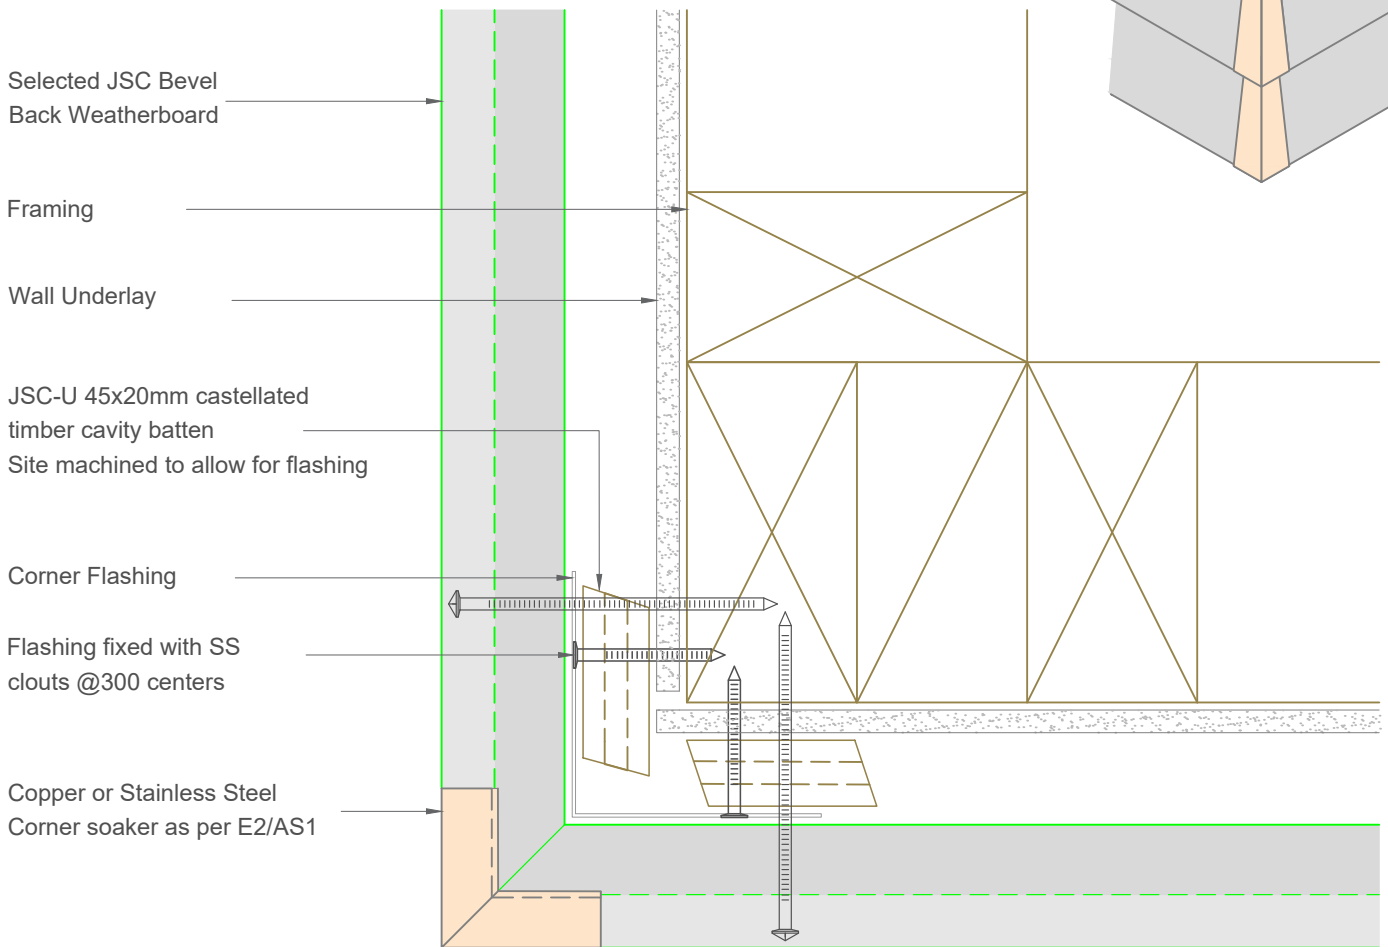 Selected JSC Bevel
Back Weatherboard
Framing
Wall Underlay
JSC-U 45x20mm castellated
timber cavity batten
Site machined to allow for flashing
Corner Flashing
Flashing fixed with SS
clouts @300 centers
Copper or Stainless Steel
Corner soaker as per E2/AS1